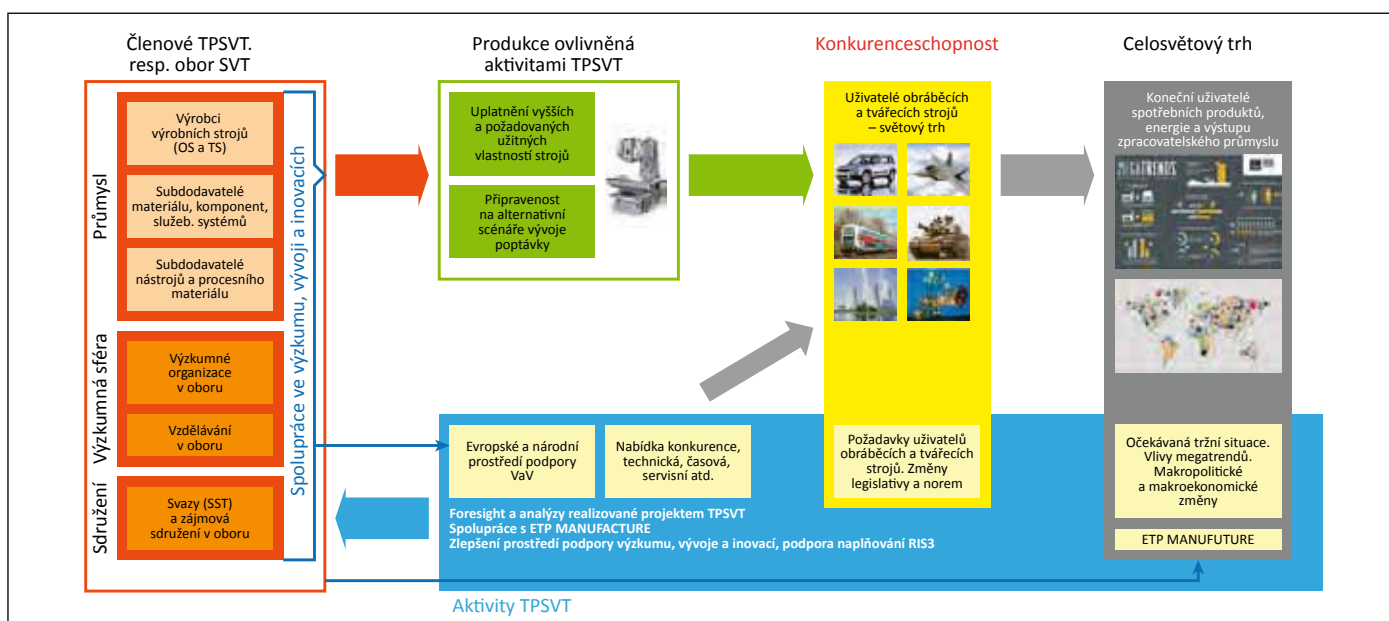 Členové TPSVT.
resp. obor SVT
Průmysl
Výrobci
výrobních strojů
(OS a TS)
Subdodavatelé
materiálu, komponent,
služeb. systémů
Subdodavatelé
nástrojů a procesního
materiálu
Výzkumná sféra
Výzkumné
organizace
v oboru
Vzdělávání
v oboru
Sdružení
Svazy (SST)
a zájmová
sdružení v oboru
Spolupráce ve výzkumu, vývoji a inovacích
Produkce ovlivněná
aktivitami TPSVT
Uplatnění vyšších
a požadovaných
užitných
vlastností strojů
Připravenost
na alternativní
scénáře vývoje
poptávky
Konkurenceschopnost
Uživatelé obráběcích
a tvářecích strojů
– světový trh
Požadavky uživatelů
obráběcích a tvářecích
strojů. Změny
legislativy a norem
Celosvětový trh
Koneční uživatelé
spotřebních produktů,
energie a výstupu
zpracovatelského průmyslu
Očekávaná tržní situace.
Vlivy megatrendů.
Makropolitické
a makroekonomické
změny
ETP MANUFUTURE
Evropské a národní
prostředí podpory
VaV
Nabídka konkurence,
technická, časová,
servisní atd.
Foresight a analýzy realizované projektem TPSVT
Spolupráce s ETP MANUFACTURE
Zlepšení prostředí podpory výzkumu, vývoje a inovací, podpora naplňování RIS3
Aktivity TPSVT